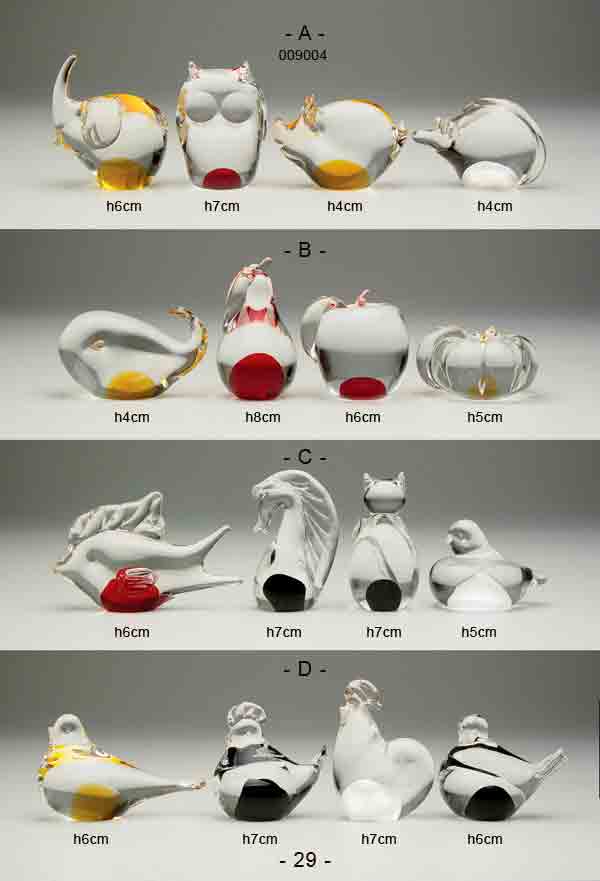 - A -
009004
h6cm h7cm h4cm h4cm
- B -
h4cm h8cm h6cm h5cm
- C -
h6cm h7cm h7cm h5cm
- D -
h6cm h7cm h7cm h6cm
- 29 -